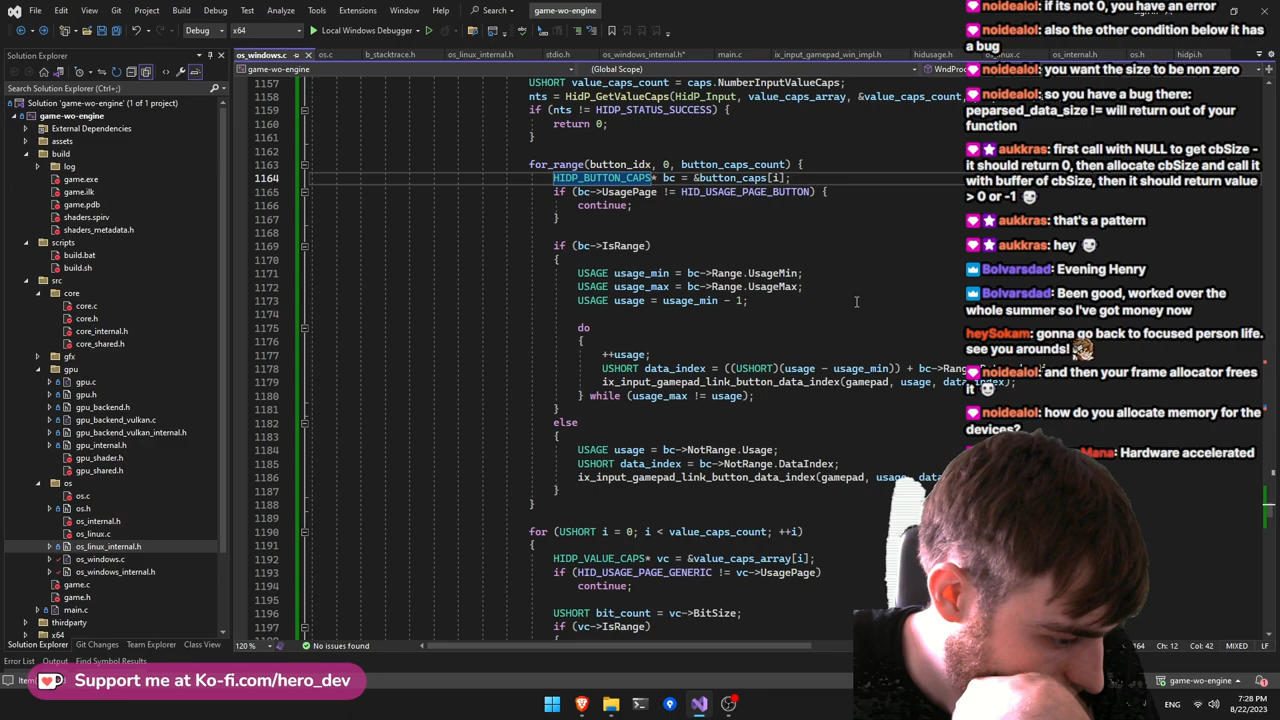 File Edit View Git Project Build Debug Test Analyze Tools Extensions Window Help Search game-wo-engine
Debug x64 Local Windows Debugger
Solution Explorer
os_windows.c os.c b_stacktrace.h os_linux_internal.h stdio.h os_windows_internal.h* main.c ix_input_gamepad_win_impl.h hidusage.h os_internal.h os.h hidpi.h
game-wo-engine (Global Scope)
Search Solution Explorer (Ctrl+;)
Solution 'game-wo-engine' (1 of 1 project)
game-wo-engine
External Dependencies
assets
build
log
game.exe
game.ilk
game.pdb
shaders.spirv
shaders_metadata.h
scripts
build.bat
build.sh
src
core
core.c
core.h
core_internal.h
core_shared.h
gfx
gpu
gpu.c
gpu.h
gpu_backend.h
gpu_backend_vulkan.c
gpu_backend_vulkan_internal.h
gpu_internal.h
gpu_shader.h
gpu_shared.h
os
os.c
os.h
os_internal.h
os_linux.c
os_linux_internal.h
os_windows.c
os_windows_internal.h
game.c
game.h
main.c
thirdparty
x64
Solution Explorer Git Changes Team Explorer Class View
1157 USHORT value_caps_count = caps.NumberInputValueCaps;
1158 nts = HidP_GetValueCaps(HidP_Input, value_caps_array, &value_caps_count,
1159 if (nts != HIDP_STATUS_SUCCESS) {
1160 return 0;
1161 }
1162
1163 for_range(button_idx, 0, button_caps_count) {
1164 HIDP_BUTTON_CAPS* bc = &button_caps[i];
1165 if (bc->UsagePage != HID_USAGE_PAGE_BUTTON) {
1166 continue;
1167 }
1168
1169 if (bc->IsRange)
1170 {
1171 USAGE usage_min = bc->Range.UsageMin;
1172 USAGE usage_max = bc->Range.UsageMax;
1173 USAGE usage = usage_min - 1;
1174
1175 do
1176 {
1177 ++usage;
1178 USHORT data_index = ((USHORT)(usage - usage_min)) + bc->
1179 ix_input_gamepad_link_button_data_index(gamepad, usage, data_index);
1180 } while (usage_max != usage);
1181 }
1182 else
1183 {
1184 USAGE usage = bc->NotRange.Usage;
1185 USHORT data_index = bc->NotRange.DataIndex;
1186 ix_input_gamepad_link_button_data_index(gamepad,
1187 }
1188 }
1189
1190 for (USHORT i = 0; i < value_caps_count; ++i)
1191 {
1192 HIDP_VALUE_CAPS* vc = &value_caps_array[i];
1193 if (HID_USAGE_PAGE_GENERIC != vc->UsagePage)
1194 continue;
1195
1196 USHORT bit_count = vc->BitSize;
1197 if (vc->IsRange)
noidealol: if its not 0, you have an error
noidealol: also the other condition below it has
a bug
noidealol: you want the size to be non zero
noidealol: so you have a bug there:
peparsed_data_size != will return out of your
function
aukkras: first call with NULL to get cbSize -
it should return 0, then allocate cbSize and call it
with buffer of cbSize, then it should return value
> 0 or -1
aukkras: that's a pattern
aukkras: hey
Bolvarsdad: Evening Henry
Bolvarsdad: Been good, worked over the
whole summer so I've got money now
heySokam: gonna go back to focused person life.
see you arounds!
noidealol: and then your frame allocator frees
it
noidealol: how do you allocate memory for the
devices?
Mana: Hardware accelerated
120 % No issues found Ch: 12 Col: 42 MIXED LF
Error List Output Find Symbol Results
game-wo-engine
Support me at Ko-fi.com/hero_dev
ENG 7:28 PM
8/22/2023